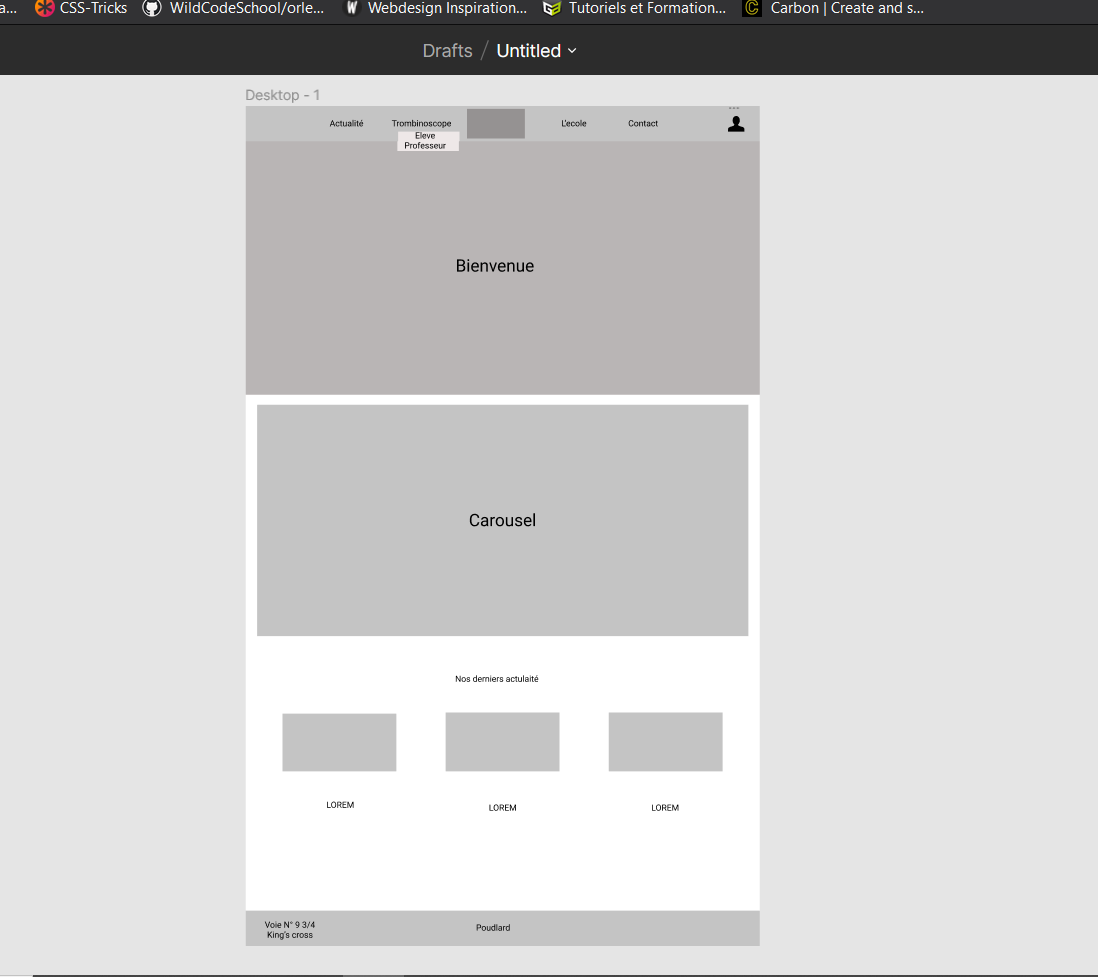 a...
CSS-Tricks
WildCodeSchool/orle...
Webdesign Inspiration...
Tutoriels et Formation...
Carbon | Create and s...
Drafts / Untitled
Desktop - 1
Actualité
Trombinoscope
L'ecole
Contact
Eleve
Professeur
Bienvenue
Carousel
Nos derniers actulaité
LOREM
LOREM
LOREM
Voie N° 9 3/4
King's cross
Poudlard